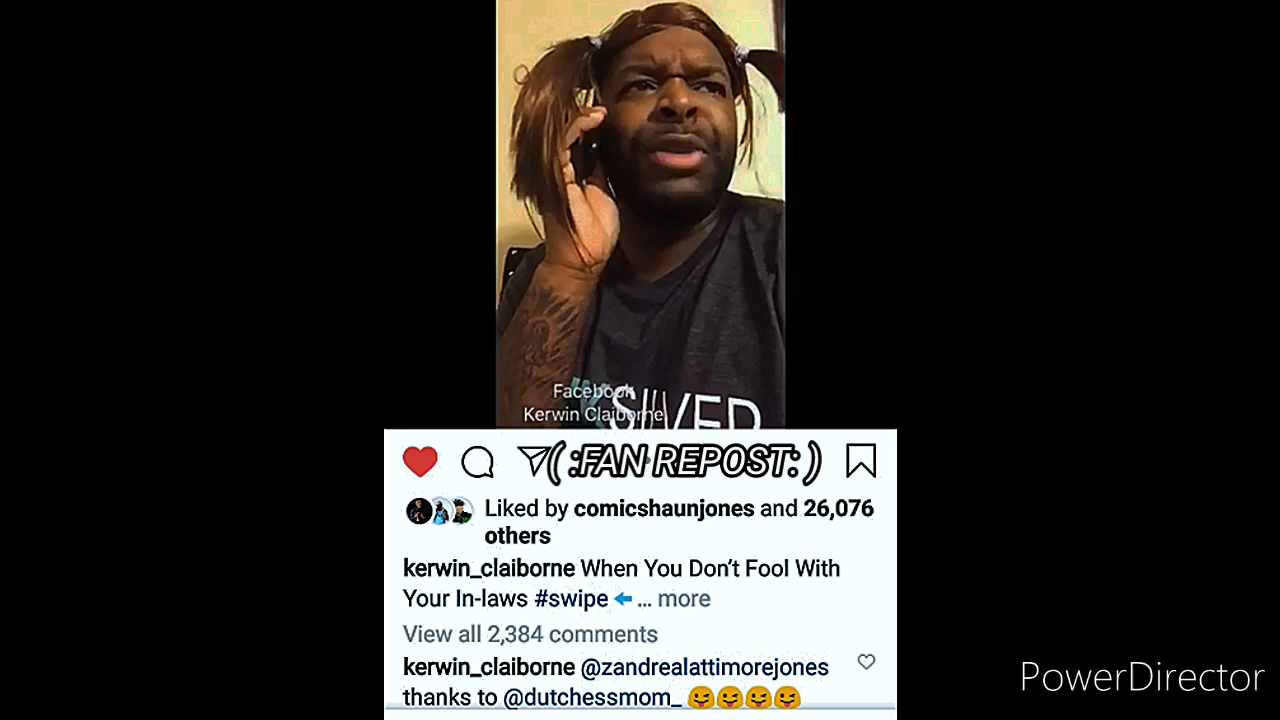 Facebook
Kerwin Claiborne
SILVER
( :FAN REPOST: )
Liked by comicshaunjones and 26,076
others
kerwin_claiborne When You Don't Fool With
Your In-laws #swipe ... more
View all 2,384 comments
kerwin_claiborne @zandrealattimorejones
thanks to @dutchessmom_ 😜😜😜😜
PowerDirector